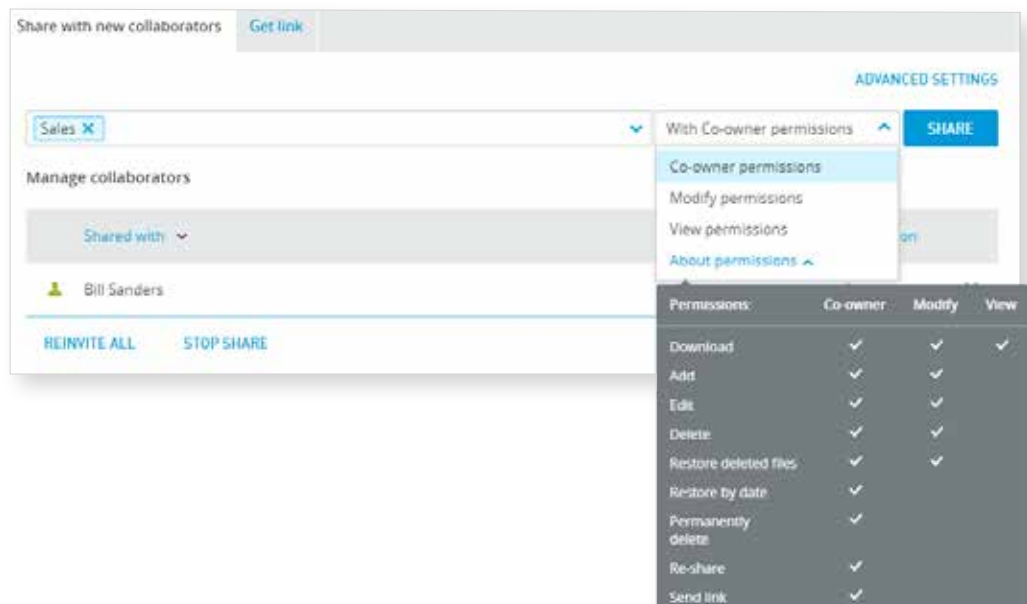 Share with new collaborators Get link
ADVANCED SETTINGS
Sales With Co-owner permissions SHARE
Co-owner permissions
Manage collaborators
Modify permissions
View permissions
Shared with on
About permissions
Bill Sanders
Permissions: Co-owner Modify View
REINVITE ALL STOP SHARE
Download
Add
Edit
Delete
Restore deleted files
Restore by date
Permanently
delete
Re-share
Send link